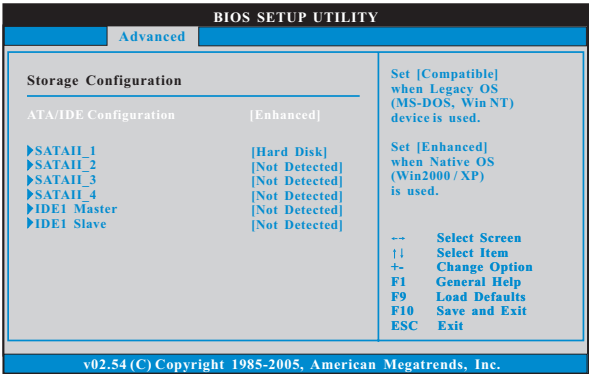 BIOS SETUP UTILITY
Advanced
Storage Configuration
ATA/IDE Configuration [Enhanced]
SATAII_1 [Hard Disk]
SATAII_2 [Not Detected]
SATAII_3 [Not Detected]
SATAII_4 [Not Detected]
IDE1 Master [Not Detected]
IDE1 Slave [Not Detected]
Set [Compatible]
when Legacy OS
(MS-DOS, Win NT)
device is used.
Set [Enhanced]
when Native OS
(Win2000 / XP)
is used.
←→ Select Screen
↑↓ Select Item
+- Change Option
F1 General Help
F9 Load Defaults
F10 Save and Exit
ESC Exit
v02.54 (C) Copyright 1985-2005, American Megatrends, Inc.